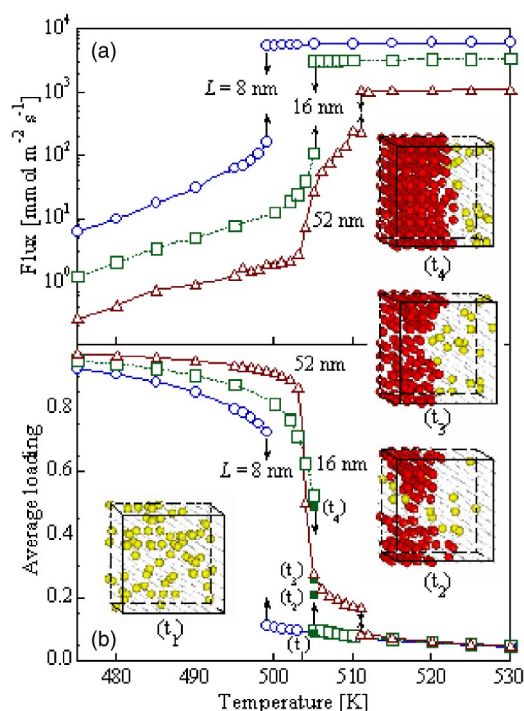 (a)
10⁴
10³
10²
10¹
10⁰
Flux [mmol m⁻² s⁻¹]
L = 8 nm
16 nm
52 nm
(t₄)
(t₃)
(t₂)
(b)
0.8
0.6
0.4
0.2
0.0
Average loading
52 nm
L = 8 nm
16 nm
(t₄)
(t₃)
(t₂)
(t₁)
480 490 500 510 520 530
Temperature [K]